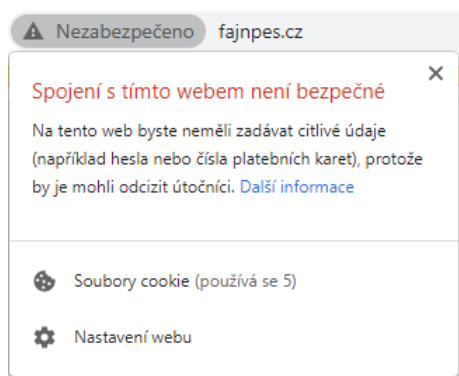 Nezabezpečeno fajnpes.cz
Spojení s tímto webem není bezpečné
Na tento web byste neměli zadávat citlivé údaje
(například hesla nebo čísla platebních karet), protože
by je mohli odcizit útočníci. Další informace
Soubory cookie (používá se 5)
Nastavení webu